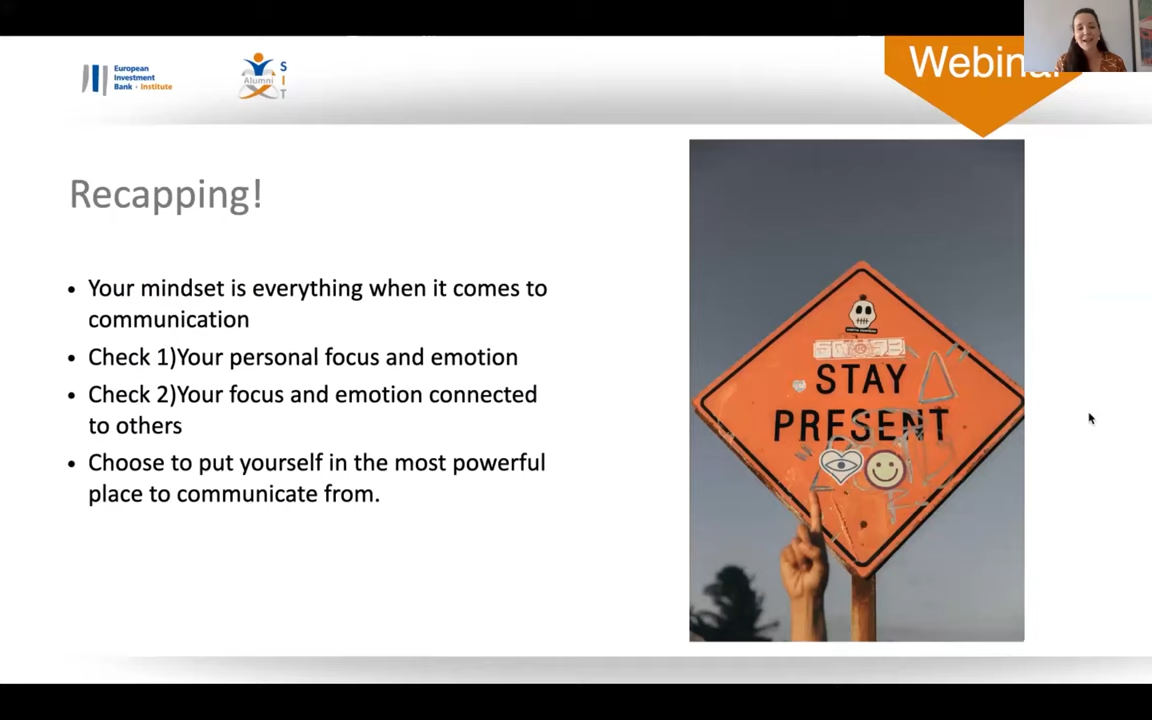 European
Investment
Bank · Institute
Alumni
S
I
T
Webinar
Recapping!
• Your mindset is everything when it comes to
communication
• Check 1)Your personal focus and emotion
• Check 2)Your focus and emotion connected
to others
• Choose to put yourself in the most powerful
place to communicate from.
STAY
PRESENT